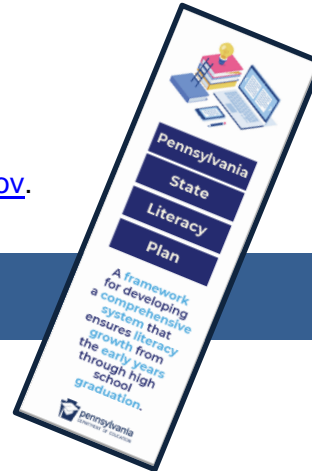 ov.
Pennsylvania
State
Literacy
Plan
A framework
for developing
a comprehensive
system that
ensures literacy
growth from
the early years
through high
school
graduation.
pennsylvania
DEPARTMENT OF EDUCATION